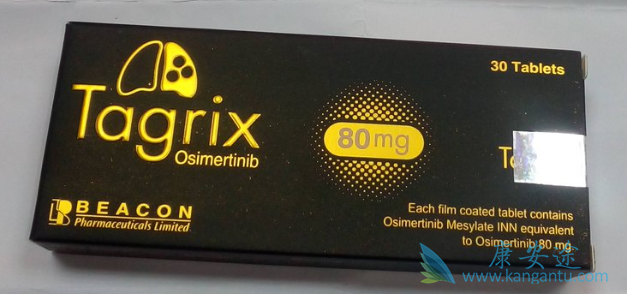 30 Tablets
Tagrix
Osimertinib
80mg
BEACON
Pharmaceuticals Limited
Each film coated tablet contains
Osimertinib Mesylate INN equivalent
to Osimertinib 80 mg.
康安途
www.kangantu.com